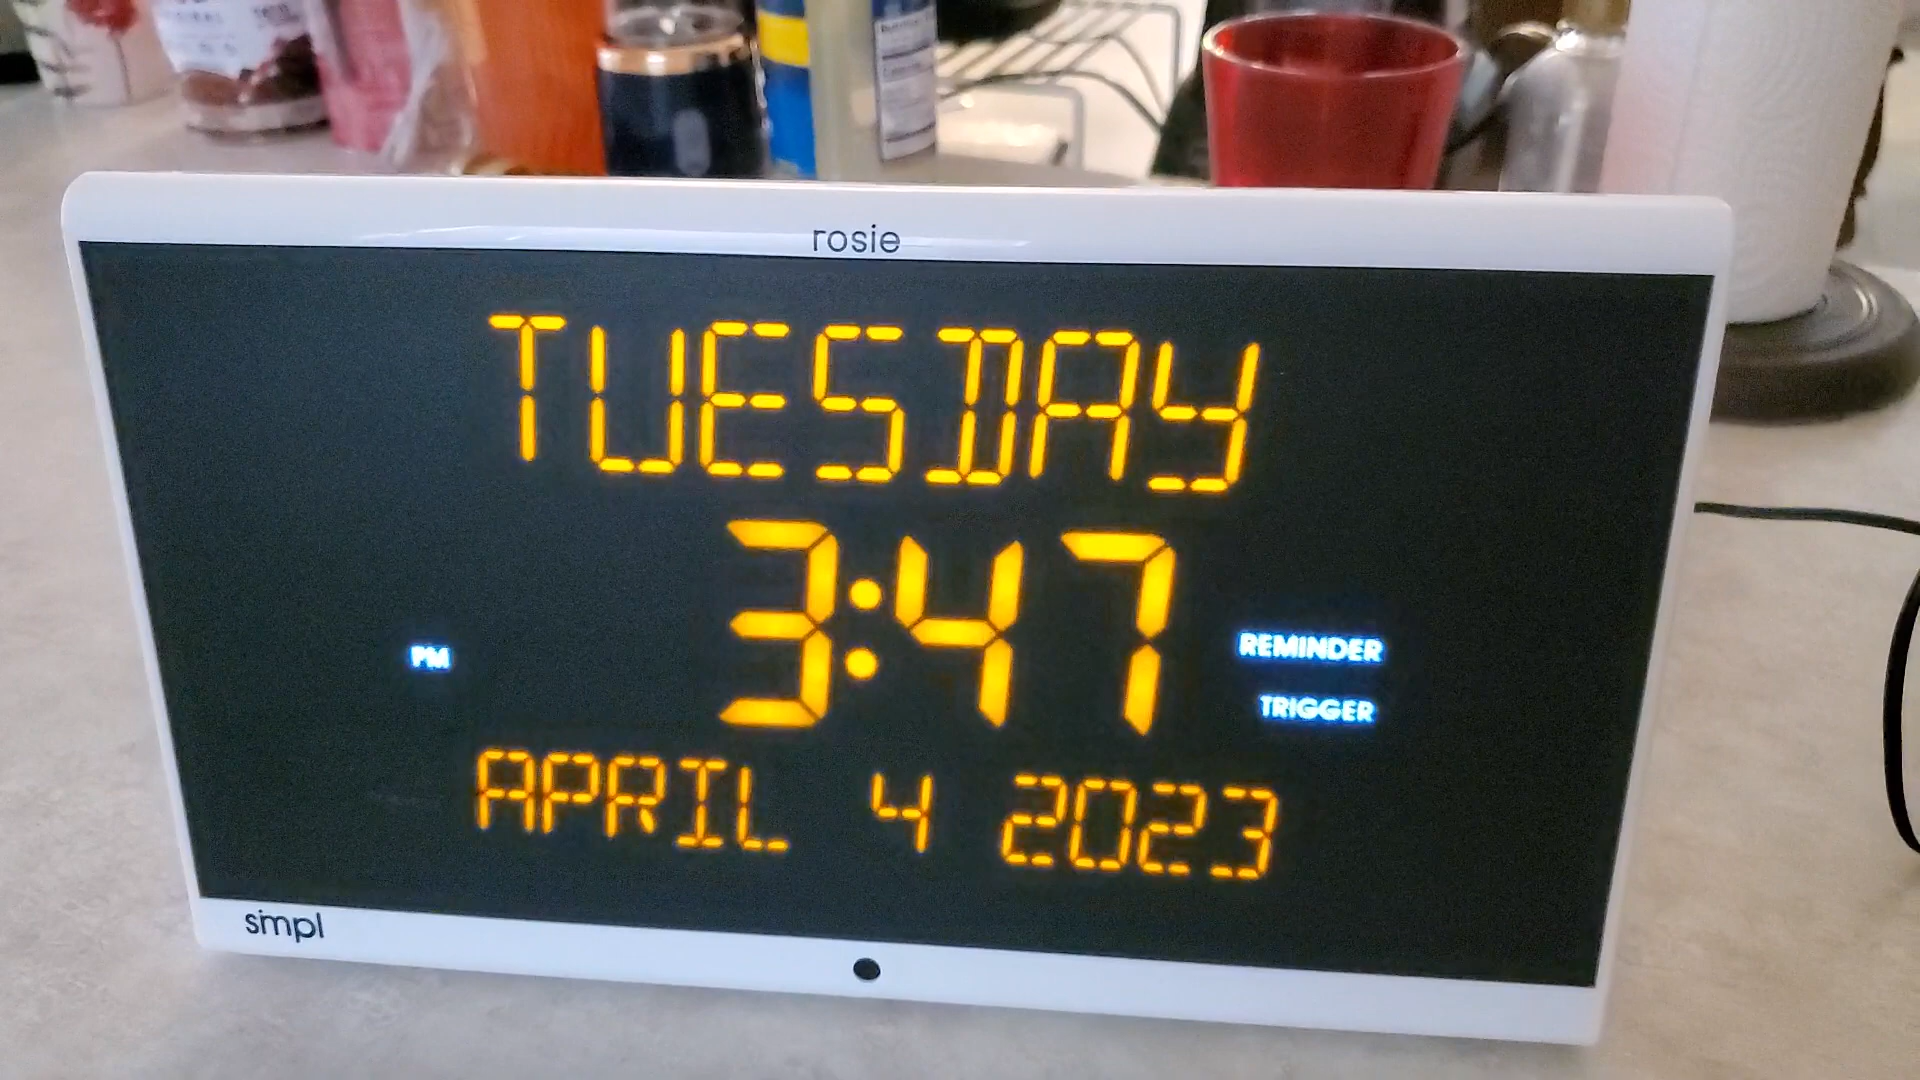 rosie
TUESDAY
3:47
PM
REMINDER
TRIGGER
APRIL 4 2023
smpl